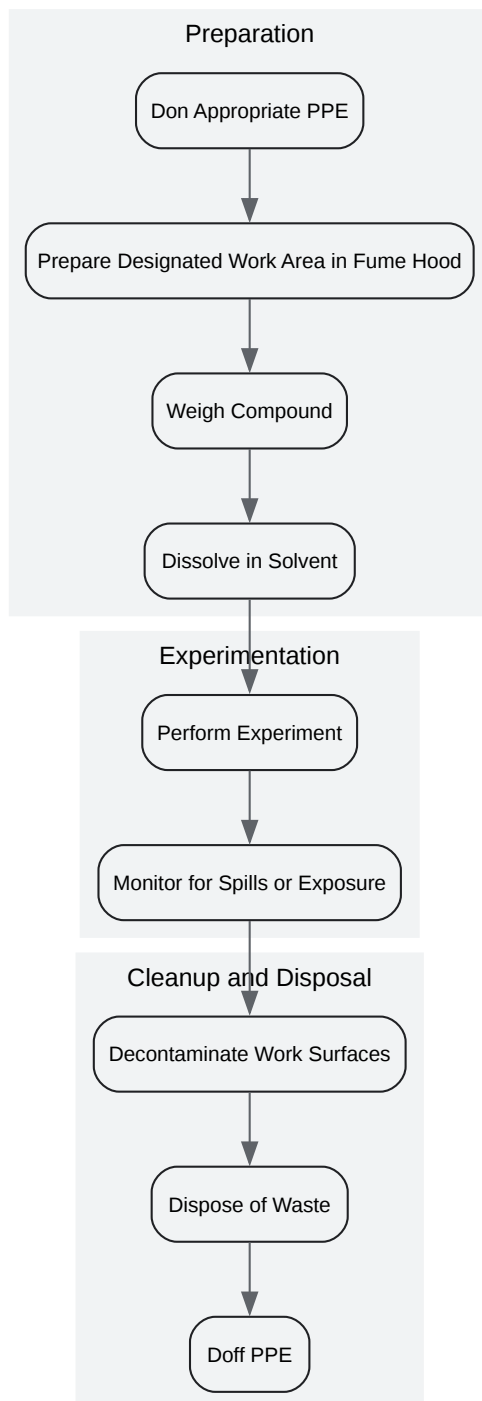 Preparation
Don Appropriate PPE
Prepare Designated Work Area in Fume Hood
Weigh Compound
Dissolve in Solvent
Experimentation
Perform Experiment
Monitor for Spills or Exposure
Cleanup and Disposal
Decontaminate Work Surfaces
Dispose of Waste
Doff PPE